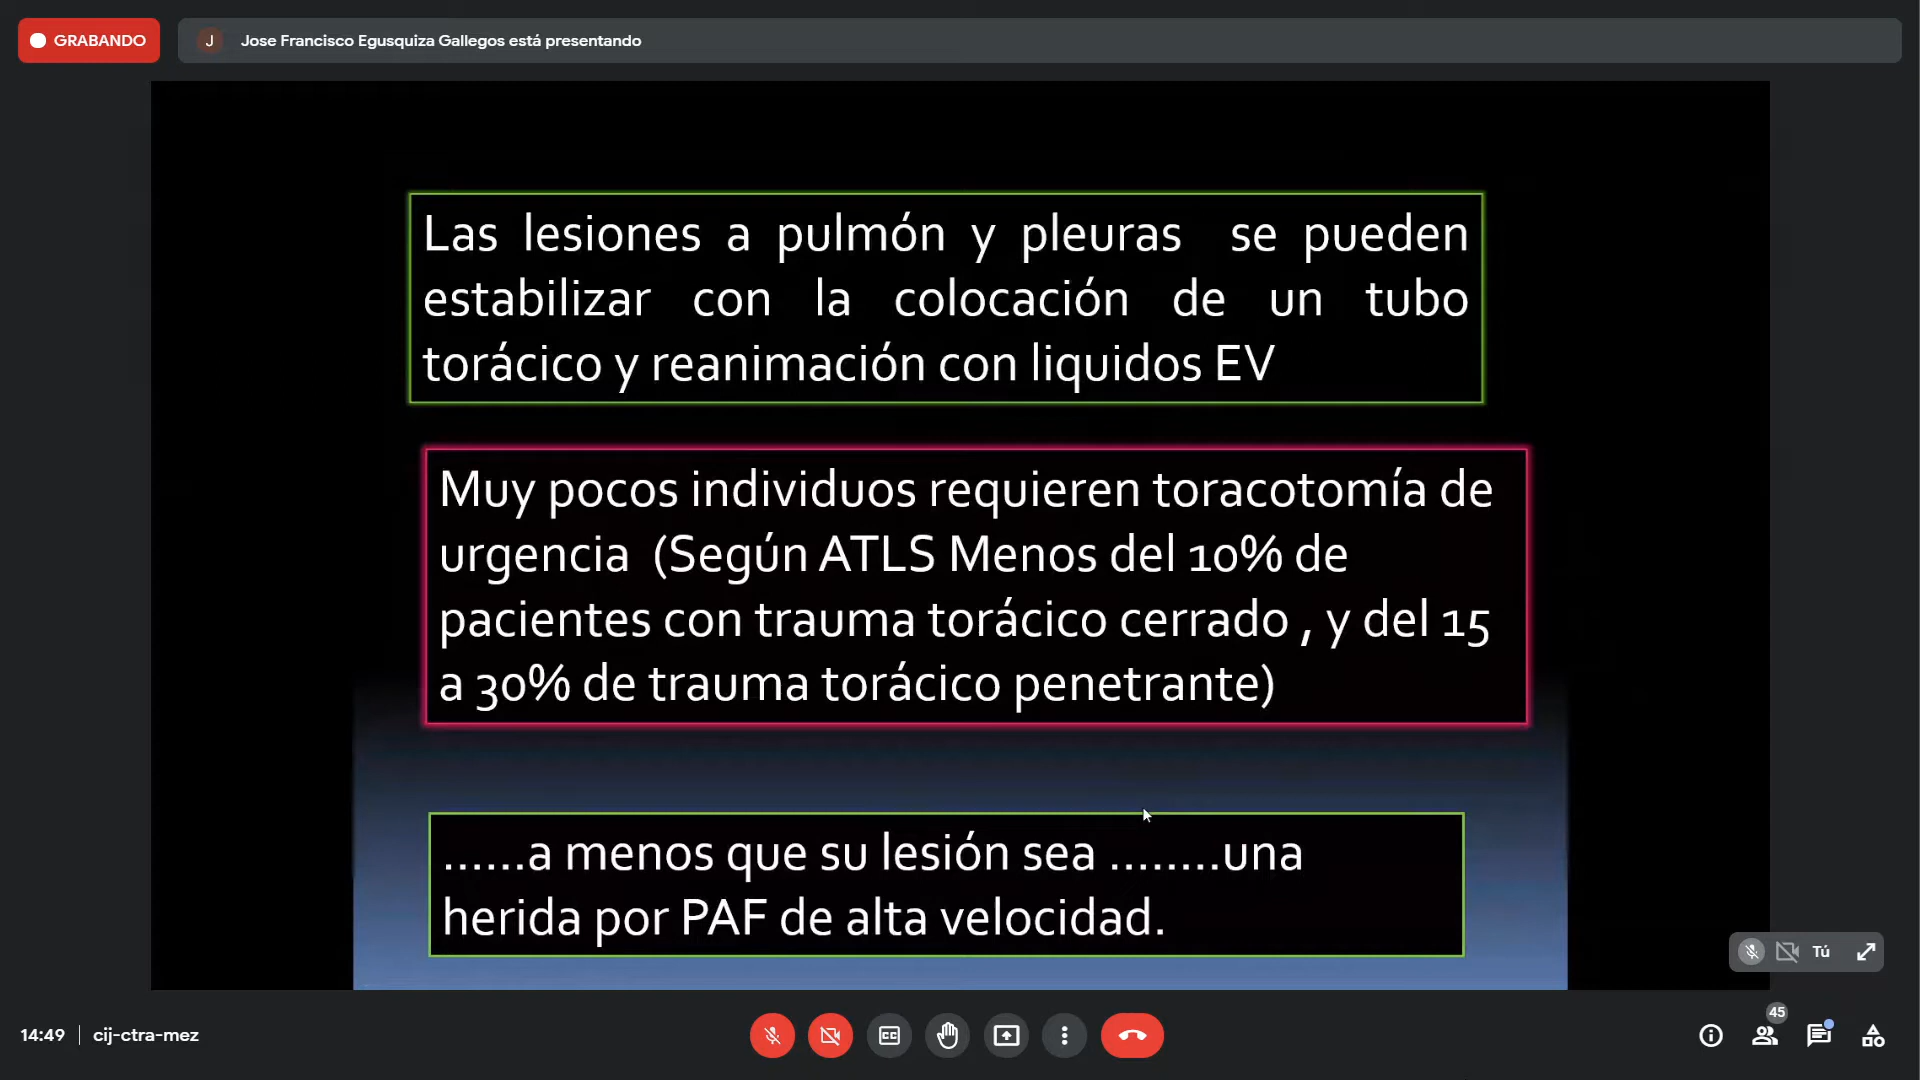 GRABANDO
J
Jose Francisco Egusquiza Gallegos está presentando
Las lesiones a pulmón y pleuras se pueden
estabilizar con la colocación de un tubo
torácico y reanimación con liquidos EV
Muy pocos individuos requieren toracotomía de
urgencia (Según ATLS Menos del 10% de
pacientes con trauma torácico cerrado , y del 15
a 30% de trauma torácico penetrante)
......a menos que su lesión sea ........una
herida por PAF de alta velocidad.
Tú
45
14:49
cij-ctra-mez
CC